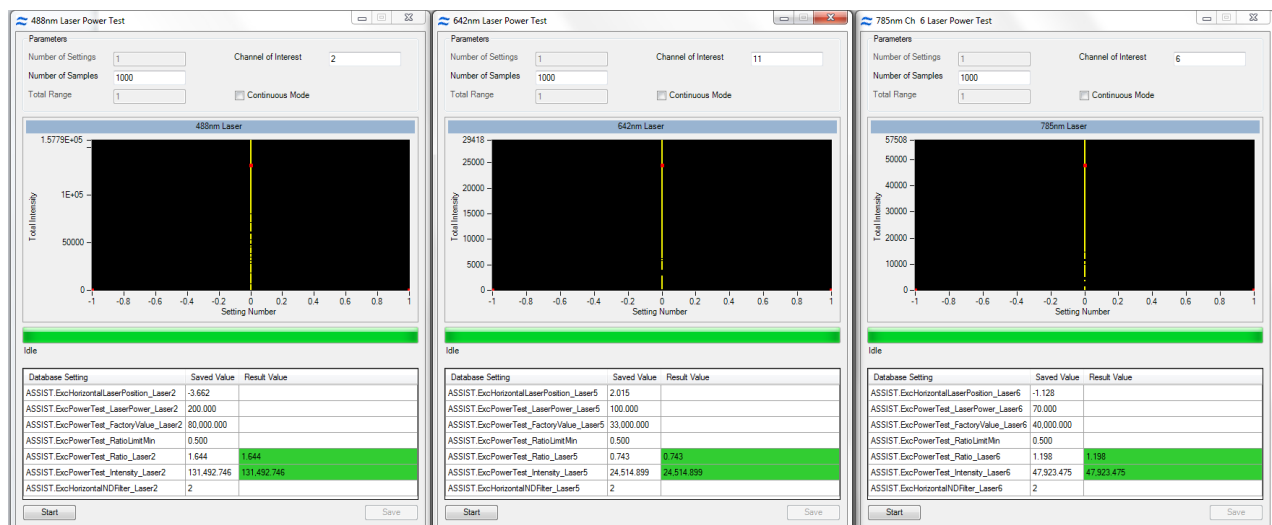 488nm Laser Power Test
Parameters
Number of Settings 1 Channel of Interest 2
Number of Samples 1000
Total Range 1 Continuous Mode
488nm Laser
1.5779E+05
1E+05
50000
0
Total Intensity
-1 -0.8 -0.6 -0.4 -0.2 0 0.2 0.4 0.6 0.8 1
Setting Number
Idle
Database Setting Saved Value Result Value
ASSIST.ExcHorizontalLaserPosition_Laser2 -3.662
ASSIST.ExcPowerTest_LaserPower_Laser2 200.000
ASSIST.ExcPowerTest_FactoryValue_Laser2 80,000.000
ASSIST.ExcPowerTest_RatioLimitMin 0.500
ASSIST.ExcPowerTest_Ratio_Laser2 1.644 1.644
ASSIST.ExcPowerTest_Intensity_Laser2 131,492.746 131,492.746
ASSIST.ExcHorizontalNDFilter_Laser2 2
Start Save
642nm Laser Power Test
Parameters
Number of Settings 1 Channel of Interest 11
Number of Samples 1000
Total Range 1 Continuous Mode
642nm Laser
29418
25000
20000
15000
10000
5000
0
Total Intensity
-1 -0.8 -0.6 -0.4 -0.2 0 0.2 0.4 0.6 0.8 1
Setting Number
Idle
Database Setting Saved Value Result Value
ASSIST.ExcHorizontalLaserPosition_Laser5 2.015
ASSIST.ExcPowerTest_LaserPower_Laser5 100.000
ASSIST.ExcPowerTest_FactoryValue_Laser5 33,000.000
ASSIST.ExcPowerTest_RatioLimitMin 0.500
ASSIST.ExcPowerTest_Ratio_Laser5 0.743 0.743
ASSIST.ExcPowerTest_Intensity_Laser5 24,514.899 24,514.899
ASSIST.ExcHorizontalNDFilter_Laser5 2
Start Save
785nm Ch 6 Laser Power Test
Parameters
Number of Settings 1 Channel of Interest 6
Number of Samples 1000
Total Range 1 Continuous Mode
785nm Laser
57508
50000
40000
30000
20000
10000
0
Total Intensity
-1 -0.8 -0.6 -0.4 -0.2 0 0.2 0.4 0.6 0.8 1
Setting Number
Idle
Database Setting Saved Value Result Value
ASSIST.ExcHorizontalLaserPosition_Laser6 -1.128
ASSIST.ExcPowerTest_LaserPower_Laser6 70.000
ASSIST.ExcPowerTest_FactoryValue_Laser6 40,000.000
ASSIST.ExcPowerTest_RatioLimitMin 0.500
ASSIST.ExcPowerTest_Ratio_Laser6 1.198 1.198
ASSIST.ExcPowerTest_Intensity_Laser6 47,923.475 47,923.475
ASSIST.ExcHorizontalNDFilter_Laser6 2
Start Save